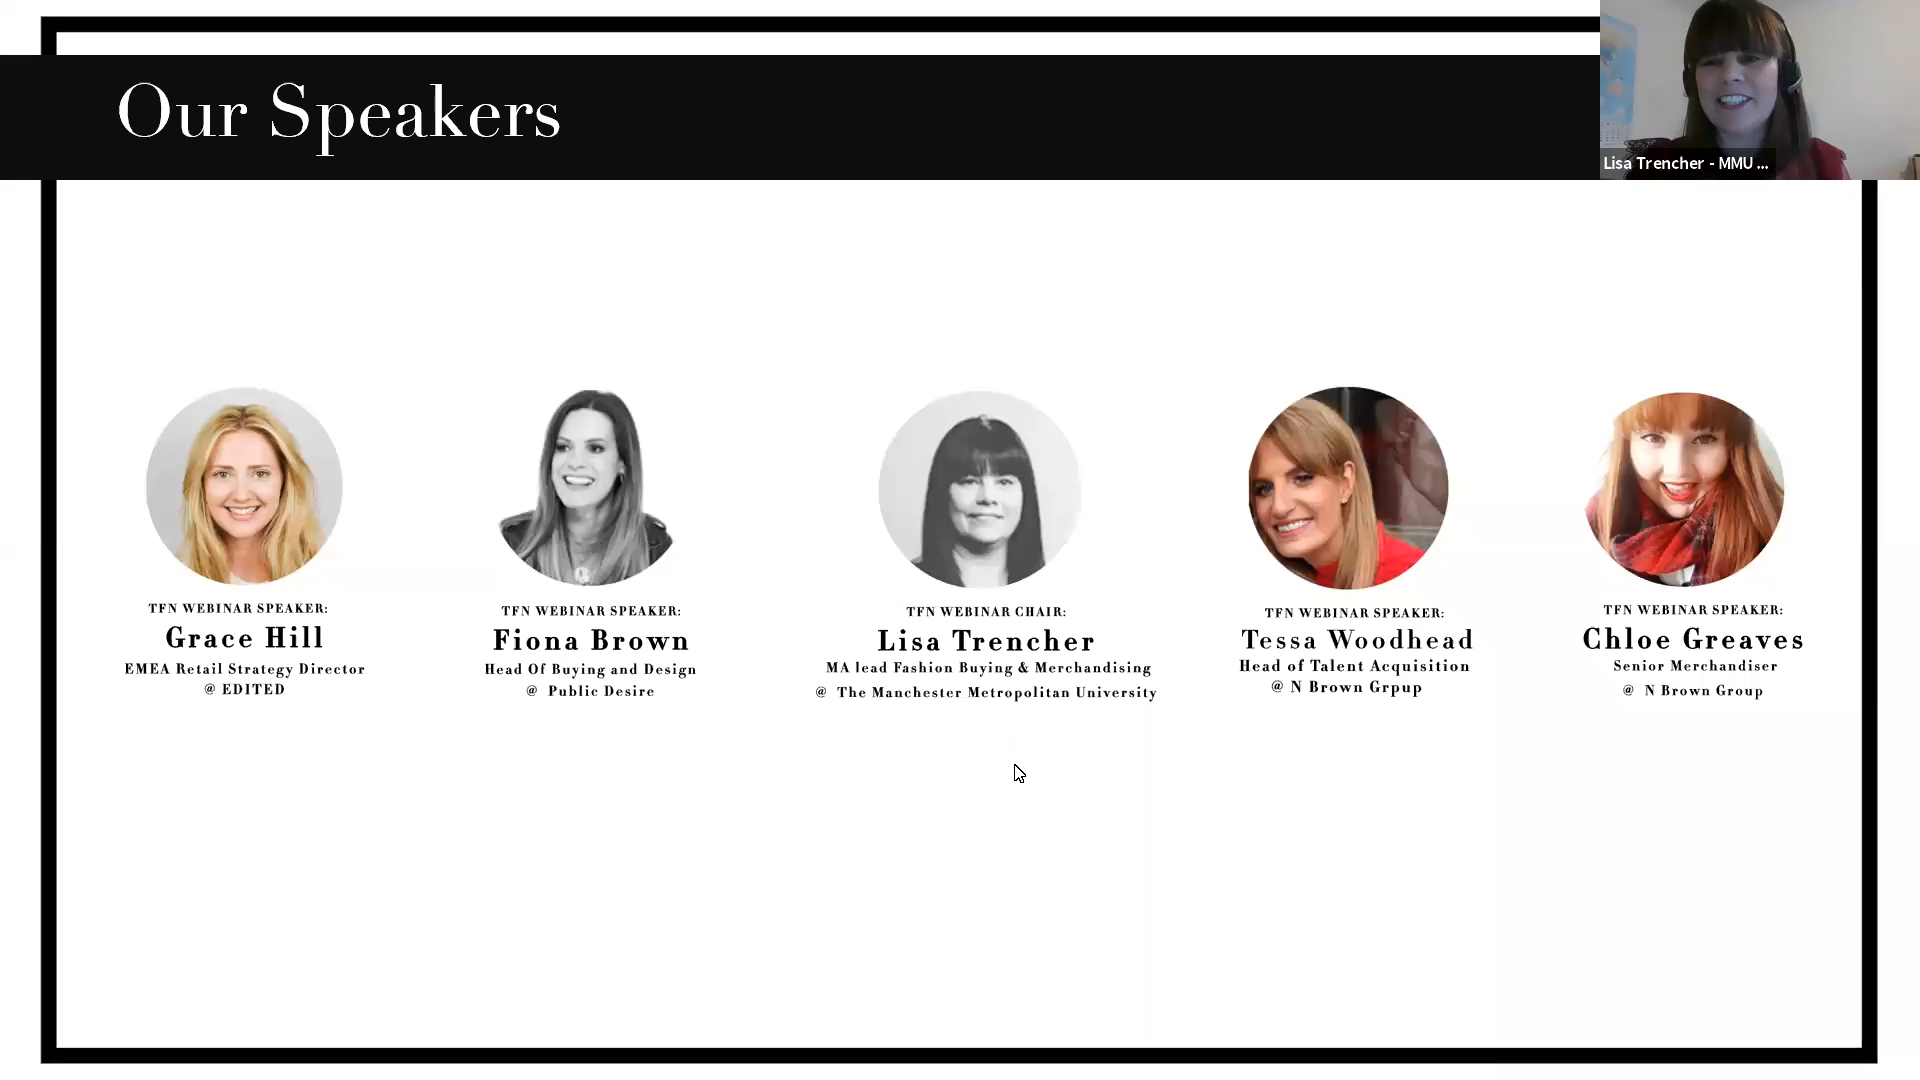 Our Speakers
Lisa Trencher - MMU ...
TFN WEBINAR SPEAKER:
Grace Hill
EMEA Retail Strategy Director
@ EDITED
TFN WEBINAR SPEAKER:
Fiona Brown
Head Of Buying and Design
@ Public Desire
TFN WEBINAR CHAIR:
Lisa Trencher
MA lead Fashion Buying & Merchandising
@ The Manchester Metropolitan University
TFN WEBINAR SPEAKER:
Tessa Woodhead
Head of Talent Acquisition
@ N Brown Grpup
TFN WEBINAR SPEAKER:
Chloe Greaves
Senior Merchandiser
@ N Brown Group